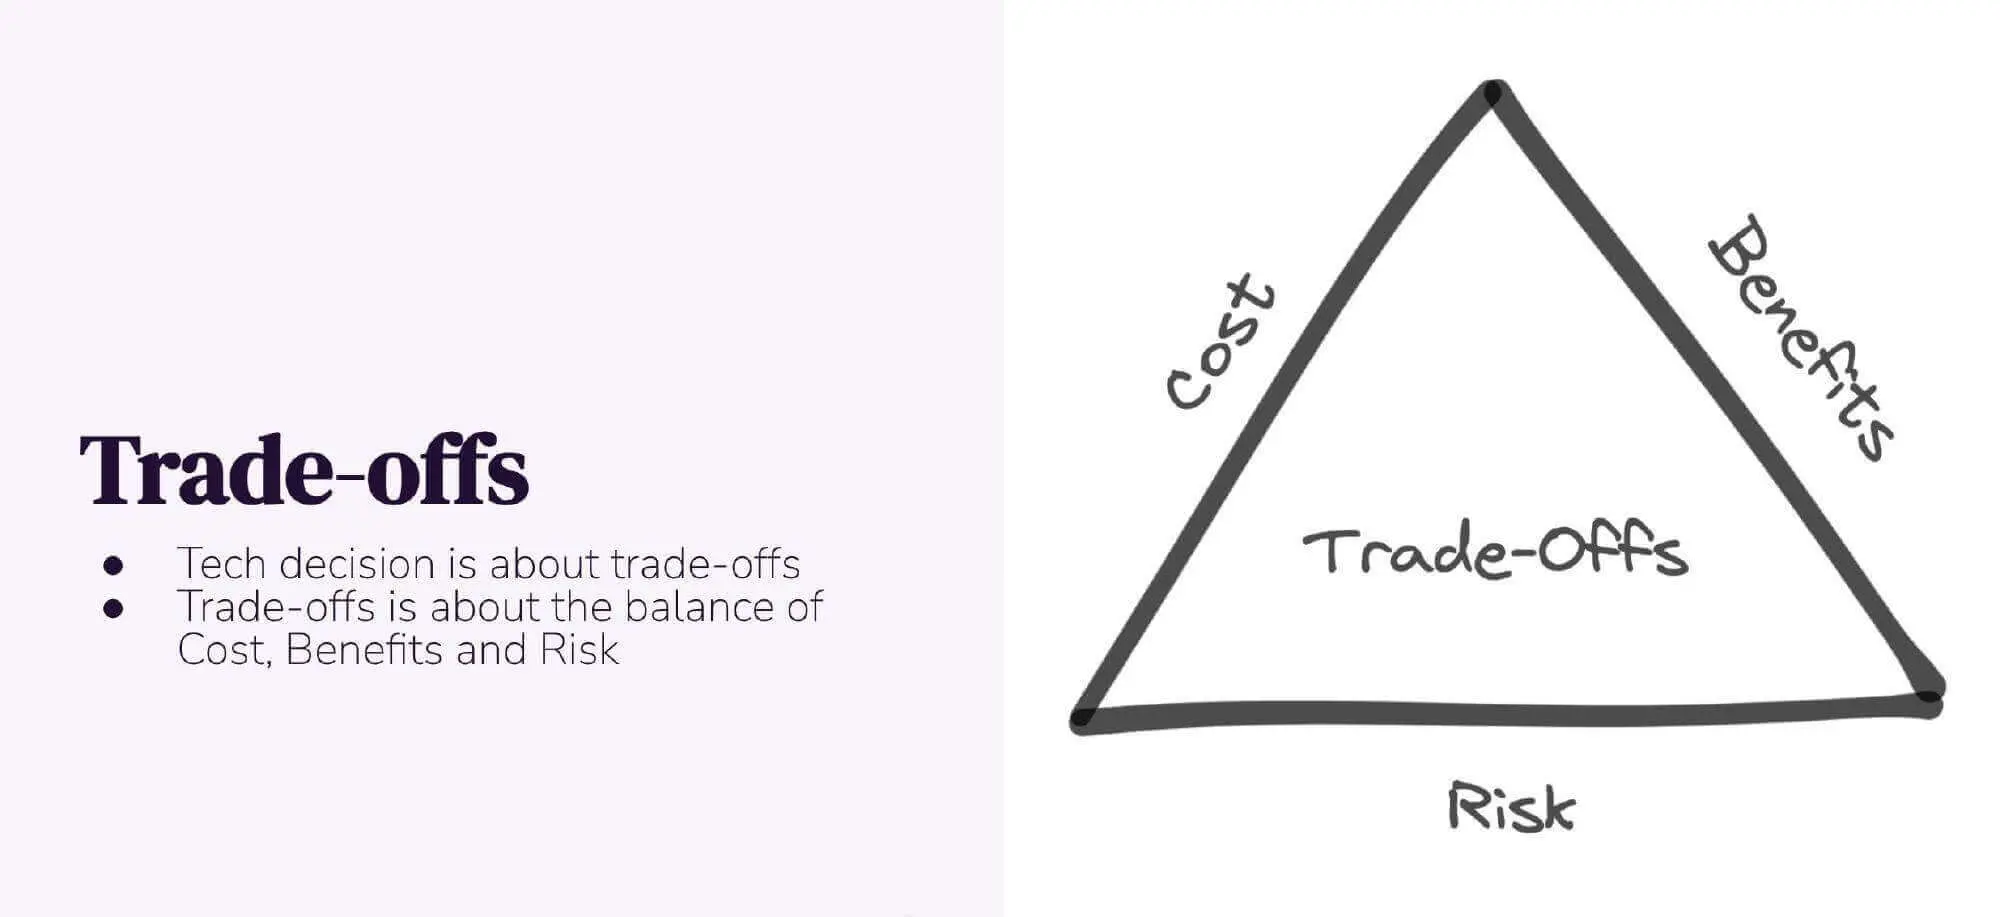 Trade-offs
● Tech decision is about trade-offs
● Trade-offs is about the balance of
Cost, Benefits and Risk
Cost
Benefits
Trade-Offs
Risk